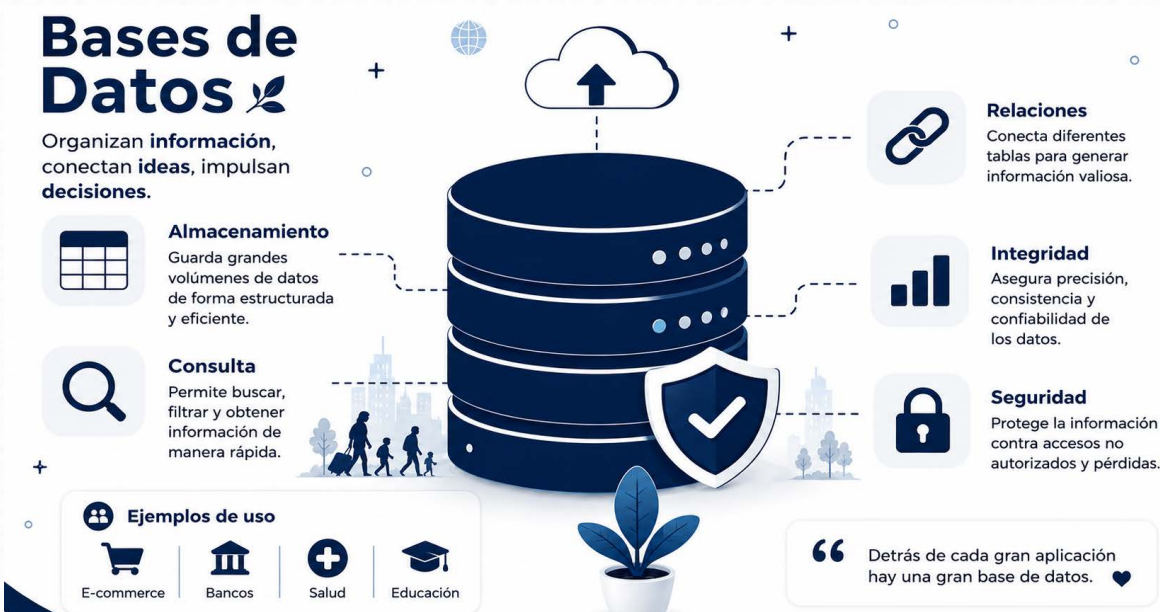 Bases de
Datos
Organizan información,
conectan ideas, impulsan
decisiones.
Almacenamiento
Guarda grandes
volúmenes de datos
de forma estructurada
y eficiente.
Consulta
Permite buscar,
filtrar y obtener
información de
manera rápida.
Relaciones
Conecta diferentes
tablas para generar
información valiosa.
Integridad
Asegura precisión,
consistencia y
confiabilidad de
los datos.
Seguridad
Protege la información
contra accesos no
autorizados y pérdidas.
Ejemplos de uso
E-commerce
Bancos
Salud
Educación
“ Detrás de cada gran aplicación
hay una gran base de datos.